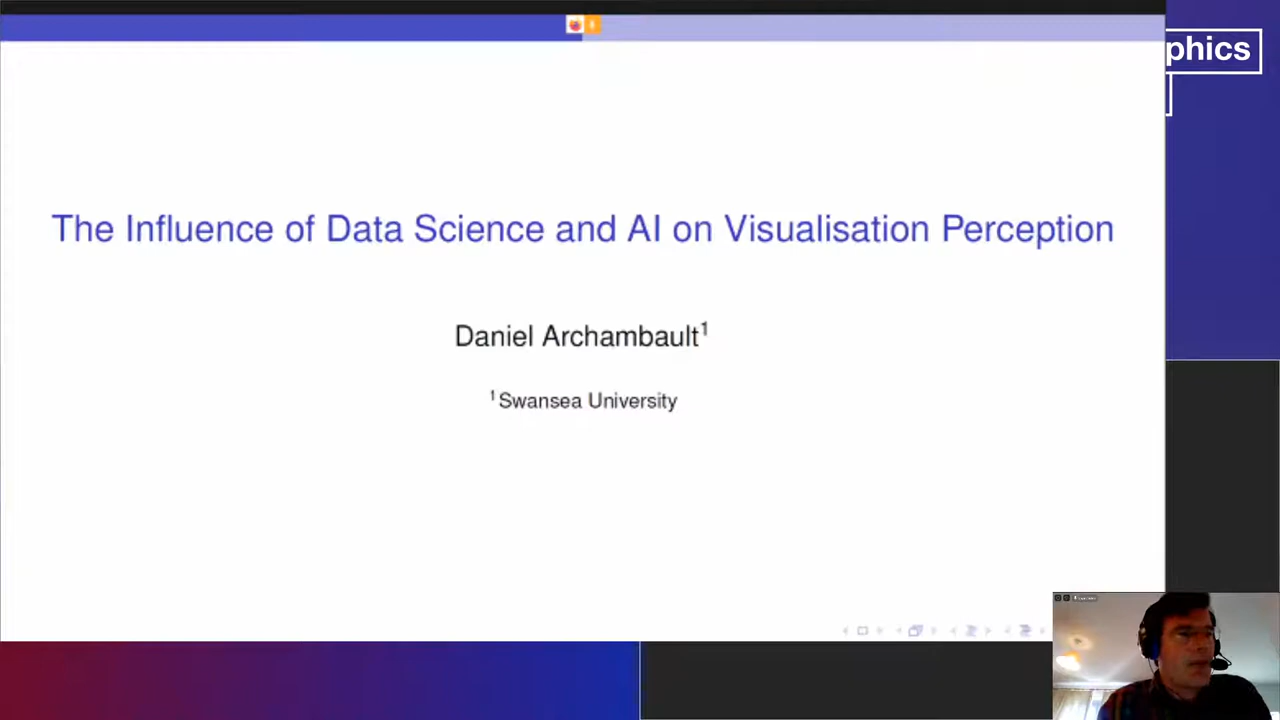 phics
The Influence of Data Science and AI on Visualisation Perception
Daniel Archambault¹
¹Swansea University